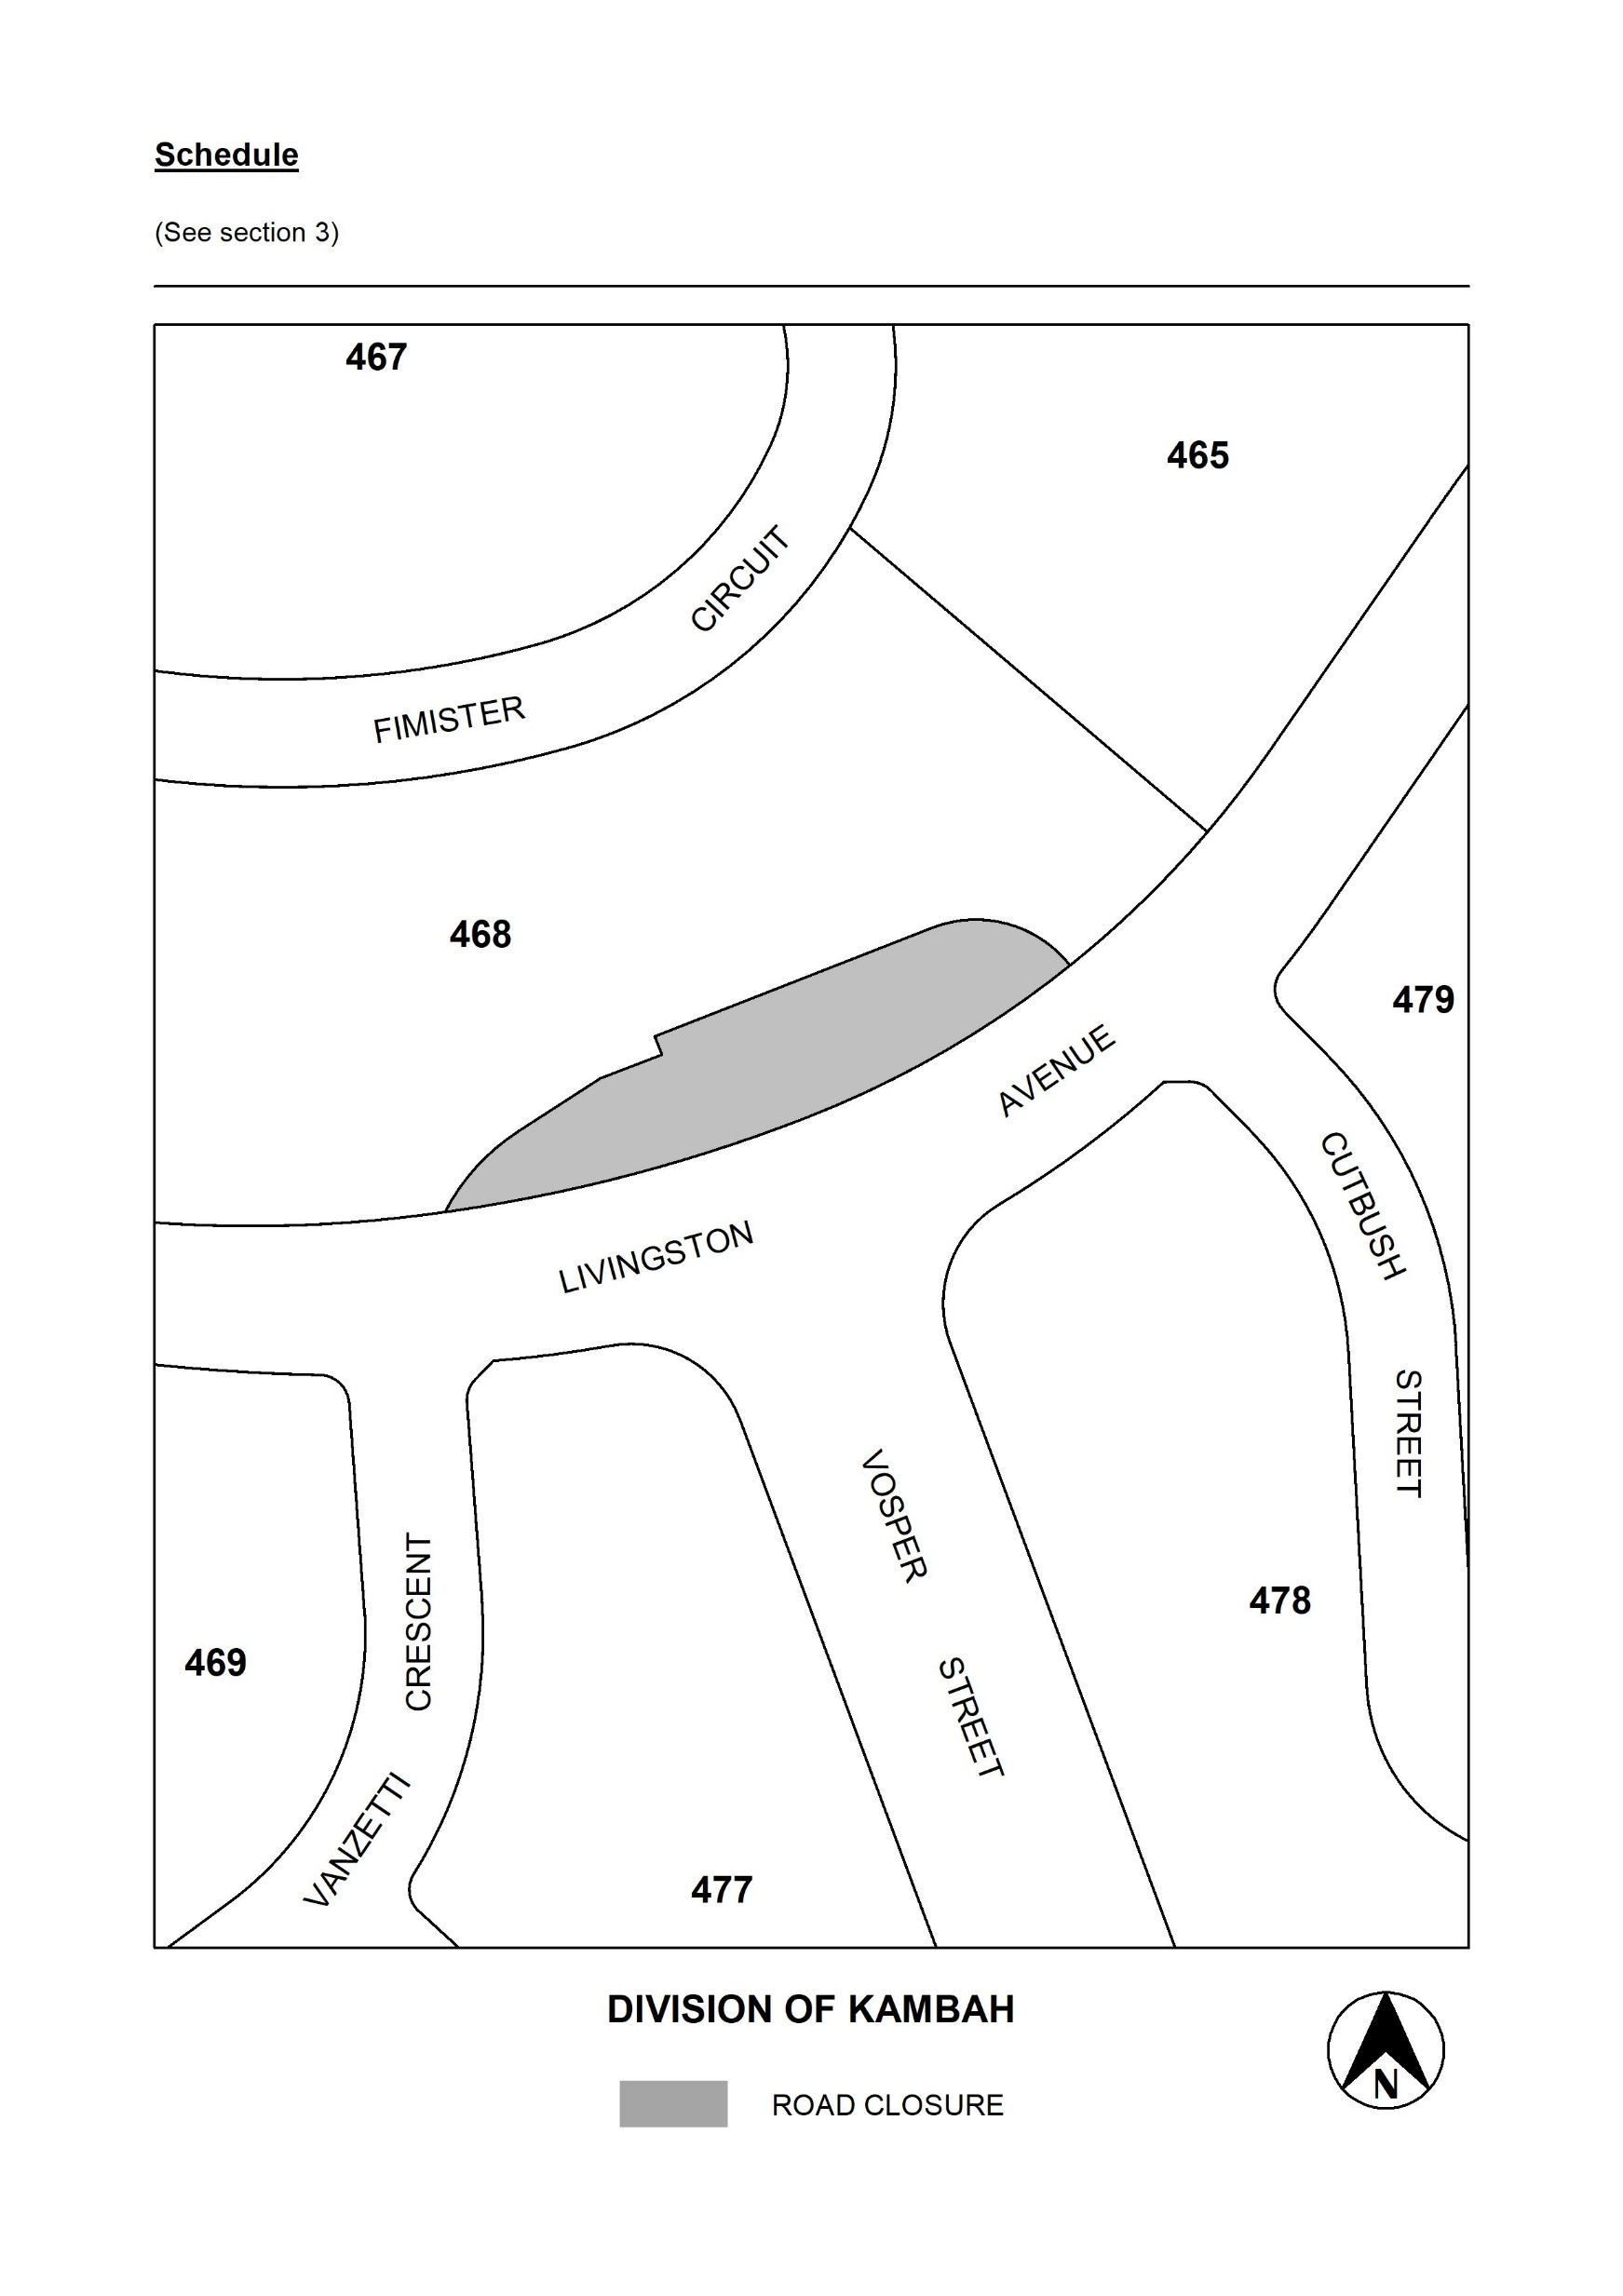 Schedule
(See section 3)
467
465
CIRCUIT
FIMISTER
468
479
AVENUE
CUTBUSH
LIVINGSTON
STREET
VOSPER
CRESCENT
478
469
STREET
VANZETTI
477
DIVISION OF KAMBAH
N
ROAD CLOSURE